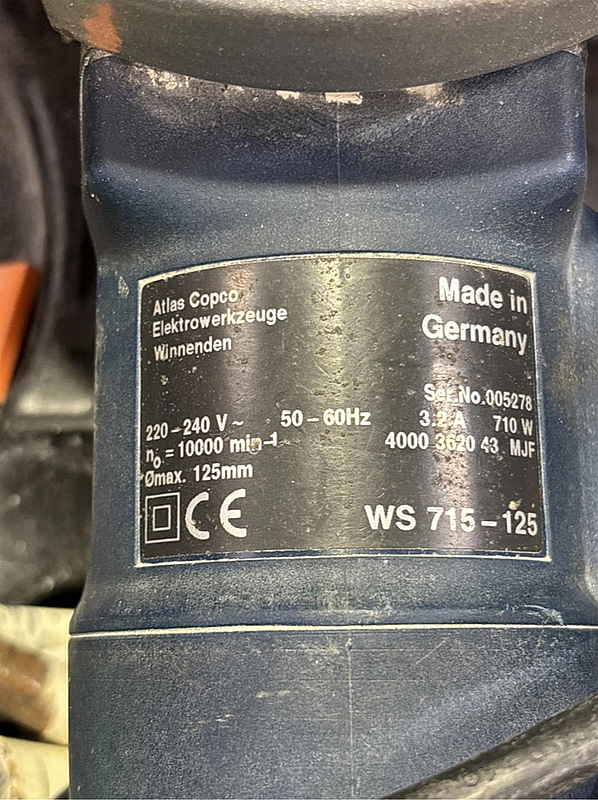 Atlas Copco
Elektrowerkzeuge
Winnenden
Made in
Germany
Ser.No.005278
220-240 V~ 50-60Hz 3.2 A 710 W
n₀ = 10000 min-1 4000 3620 43 MJF
Ømax. 125mm
CE
WS 715-125